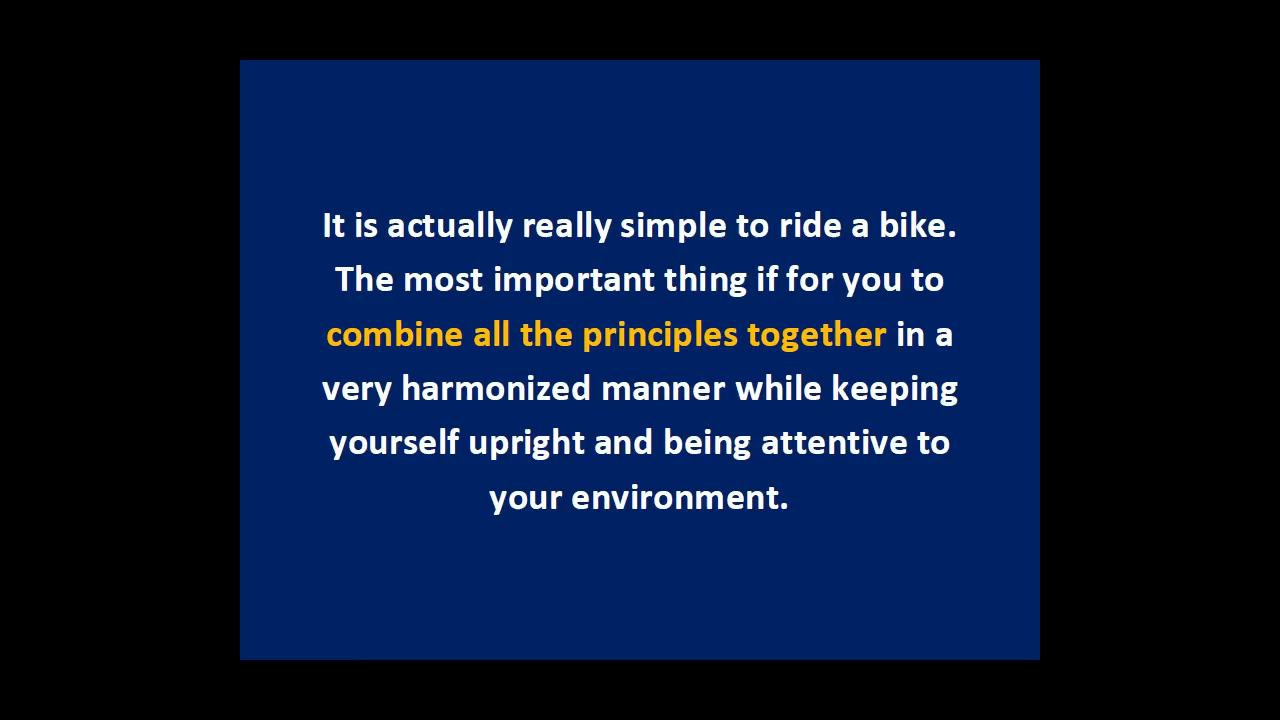 It is actually really simple to ride a bike.
The most important thing if for you to
combine all the principles together in a
very harmonized manner while keeping
yourself upright and being attentive to
your environment.